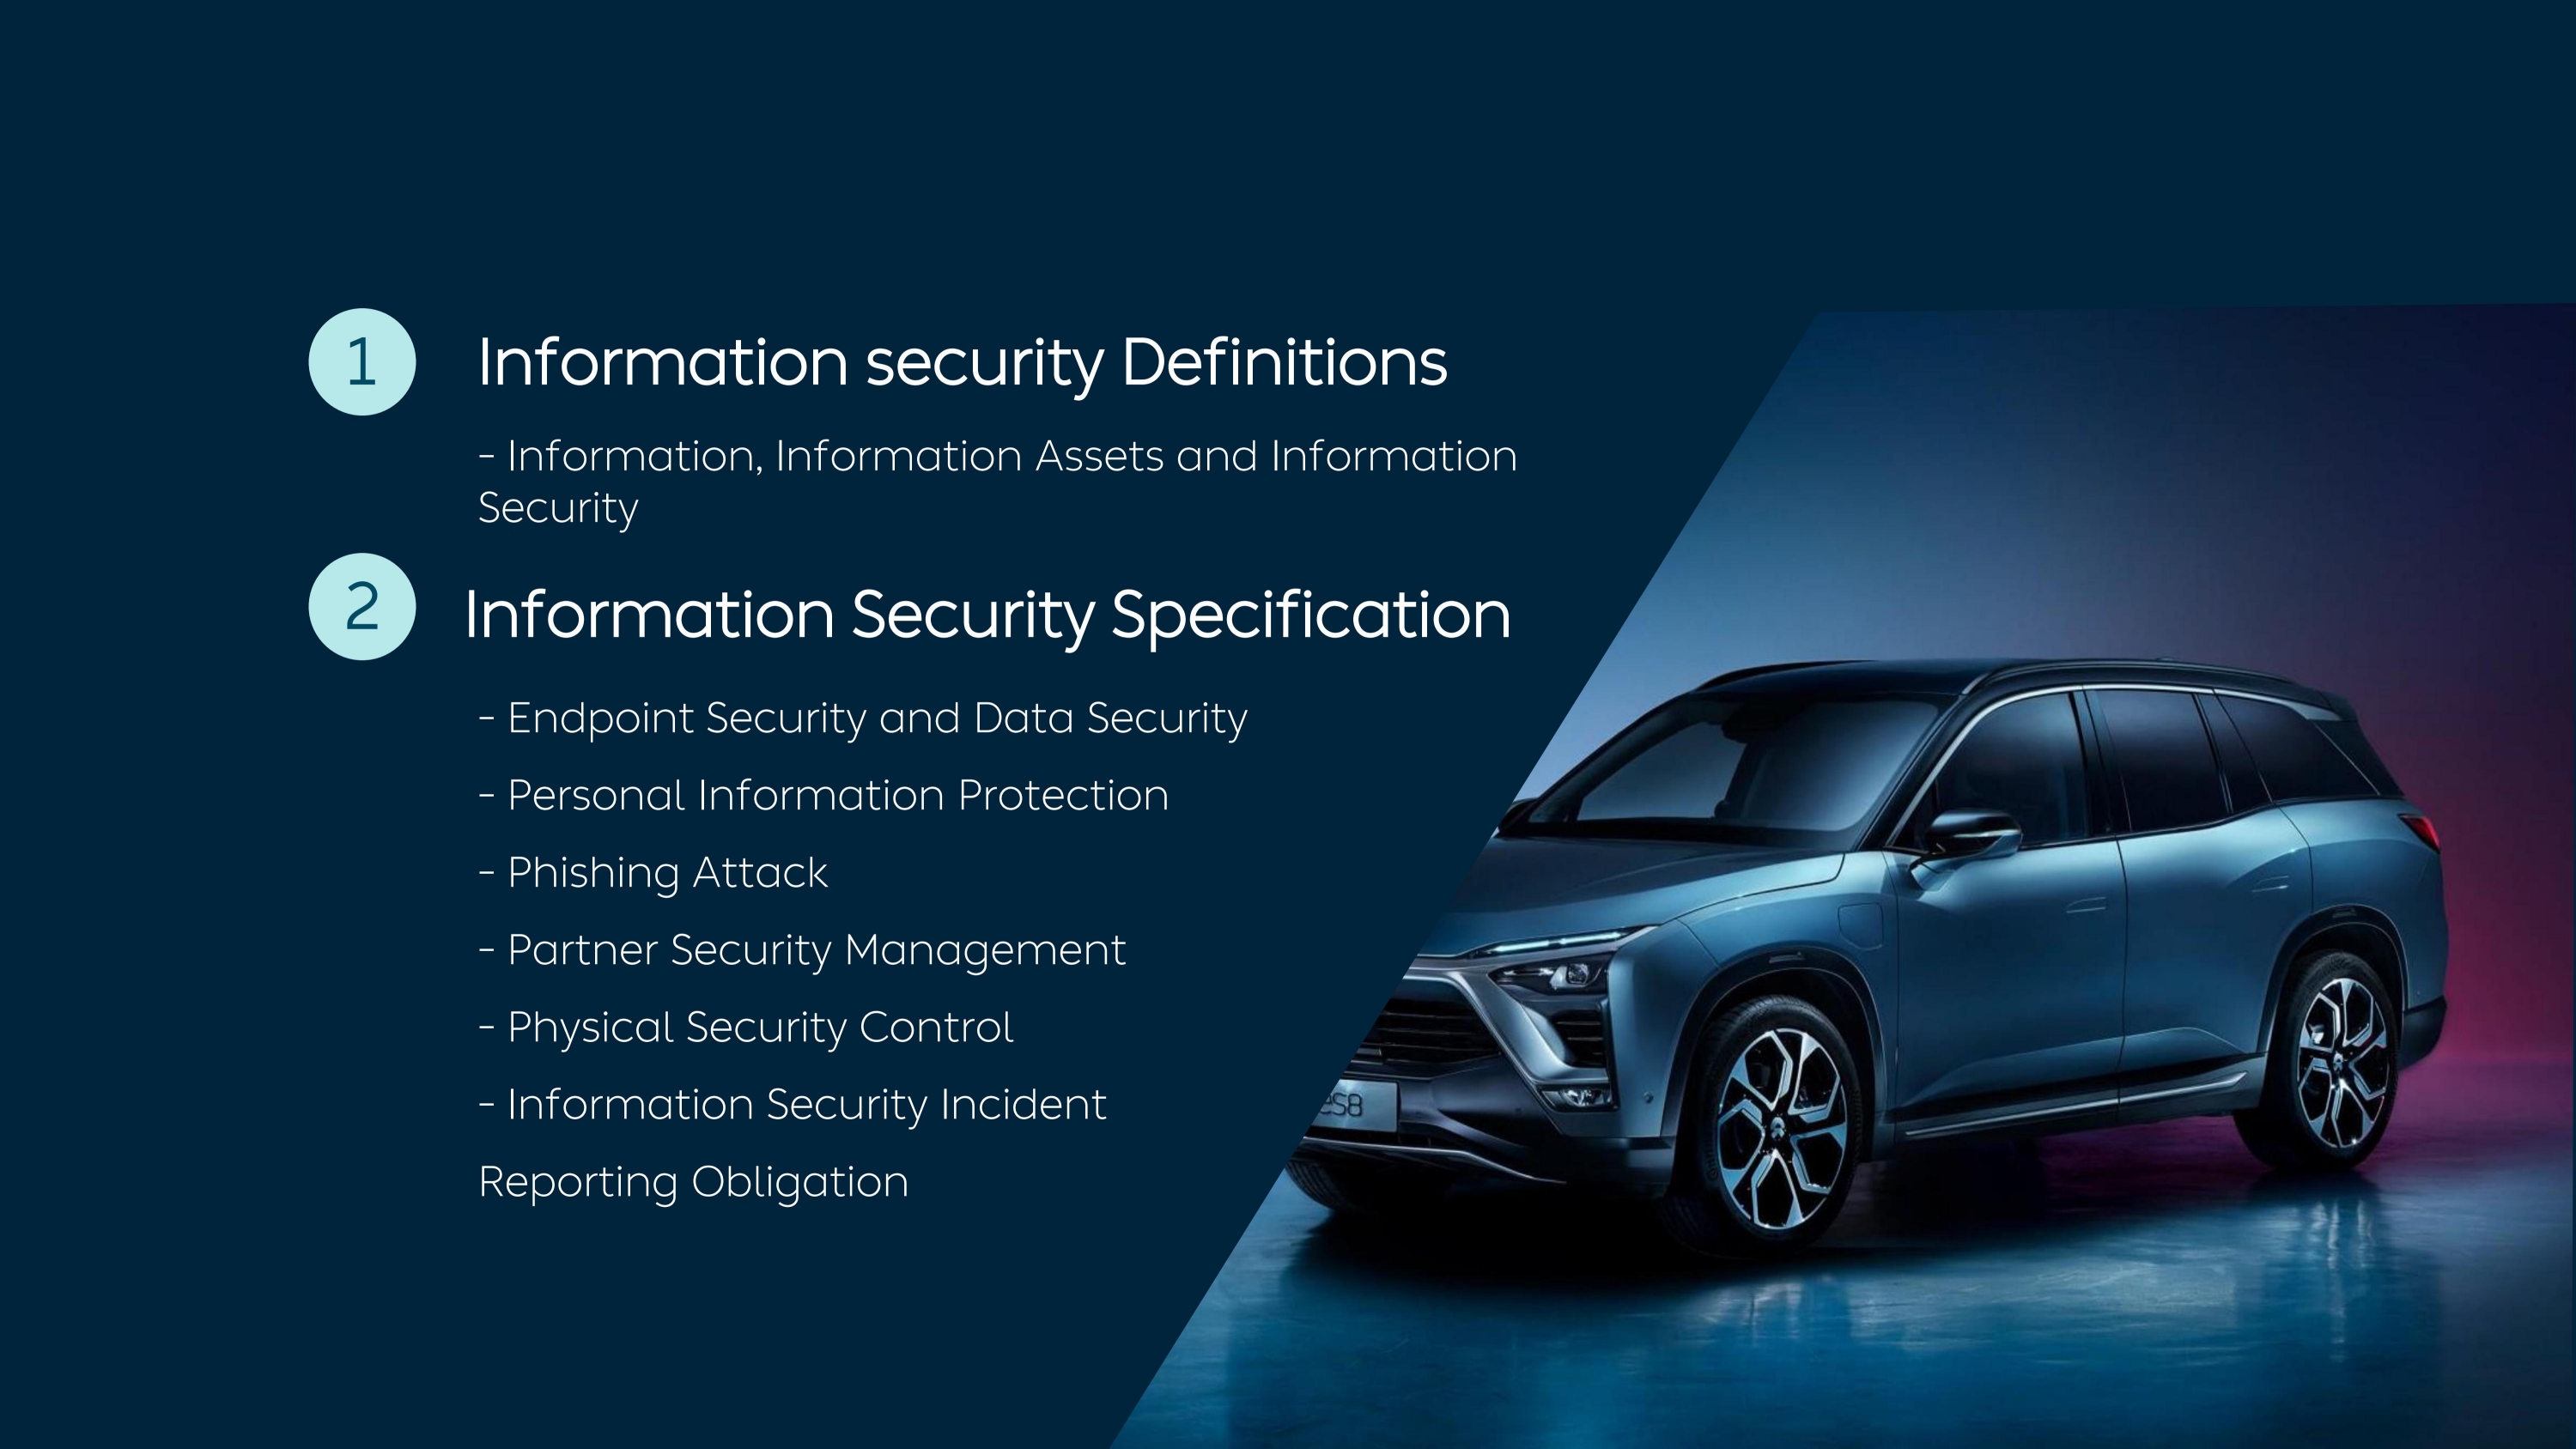 1
Information security Definitions
- Information, Information Assets and Information
Security
2
Information Security Specification
- Endpoint Security and Data Security
- Personal Information Protection
- Phishing Attack
- Partner Security Management
- Physical Security Control
- Information Security Incident
Reporting Obligation
eS8